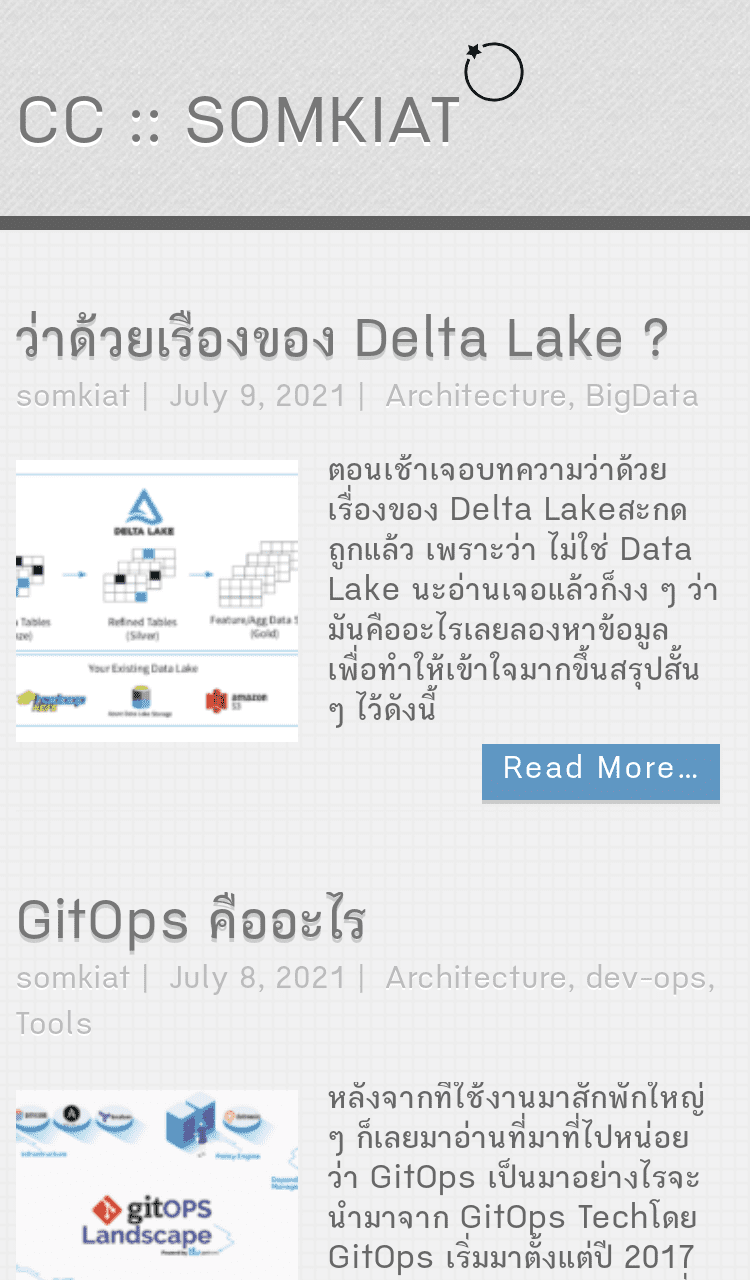 CC :: SOMKIAT
ว่าด้วยเรื่องของ Delta Lake ?
somkiat | July 9, 2021 | Architecture, BigData
DELTA LAKE
Tables
Refined Tables
(Silver)
Feature/Agg Data S
(Gold)
Your Existing Data Lake
Azure Data Lake Storage
amazon
S3
ตอนเช้าเจอบทความว่าด้วย
เรื่องของ Delta Lakeสะกด
ถูกแล้ว เพราะว่า ไม่ใช่ Data
Lake นะอ่านเจอแล้วก็งง ๆ ว่า
มันคืออะไรเลยลองหาข้อมูล
เพื่อทำให้เข้าใจมากขึ้นสรุปสั้น
ๆ ไว้ดังนี้
Read More...
GitOps คืออะไร
somkiat | July 8, 2021 | Architecture, dev-ops,
Tools
Infrastructure
Policy Engine
gitOPS
Landscape
Powered by
หลังจากที่ใช้งานมาสักพักใหญ่
ๆ ก็เลยมาอ่านที่มาที่ไปหน่อย
ว่า GitOps เป็นมาอย่างไรจะ
นำมาจาก GitOps Techโดย
GitOps เริ่มมาตั้งแต่ปี 2017